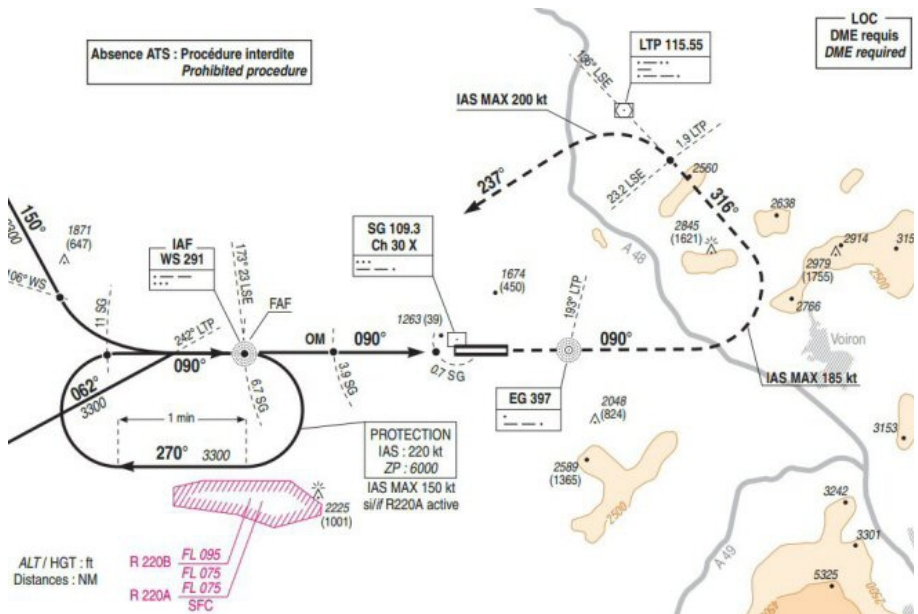 Absence ATS : Procédure interdite
Prohibited procedure
LOC
DME requis
DME required
LTP 115.55
136° LSE
IAS MAX 200 kt
1.9 LTP
237°
23.2 LSE
2560
316°
2638
2845
(1621)
2914
315
2979
(1755)
2500
2766
A 48
Voiron
IAS MAX 185 kt
150°
3300
1871
(647)
106° WS
11 SG
IAF
WS 291
173° 23 LSE
FAF
242° LTP
090°
6.7 SG
OM
090°
3.9 SG
SG 109.3
Ch 30 X
1674
(450)
1263 (39)
0.7 SG
193° LTP
090°
EG 397
062°
3300
1 min
270° 3300
PROTECTION
IAS : 220 kt
ZP : 6000
IAS MAX 150 kt
si/if R220A active
2048
(824)
2589
(1365)
2500
3153
3242
3301
5325
2500
A 49
2225
(1001)
R 220B
FL 095
FL 075
R 220A
FL 075
SFC
ALT / HGT : ft
Distances : NM